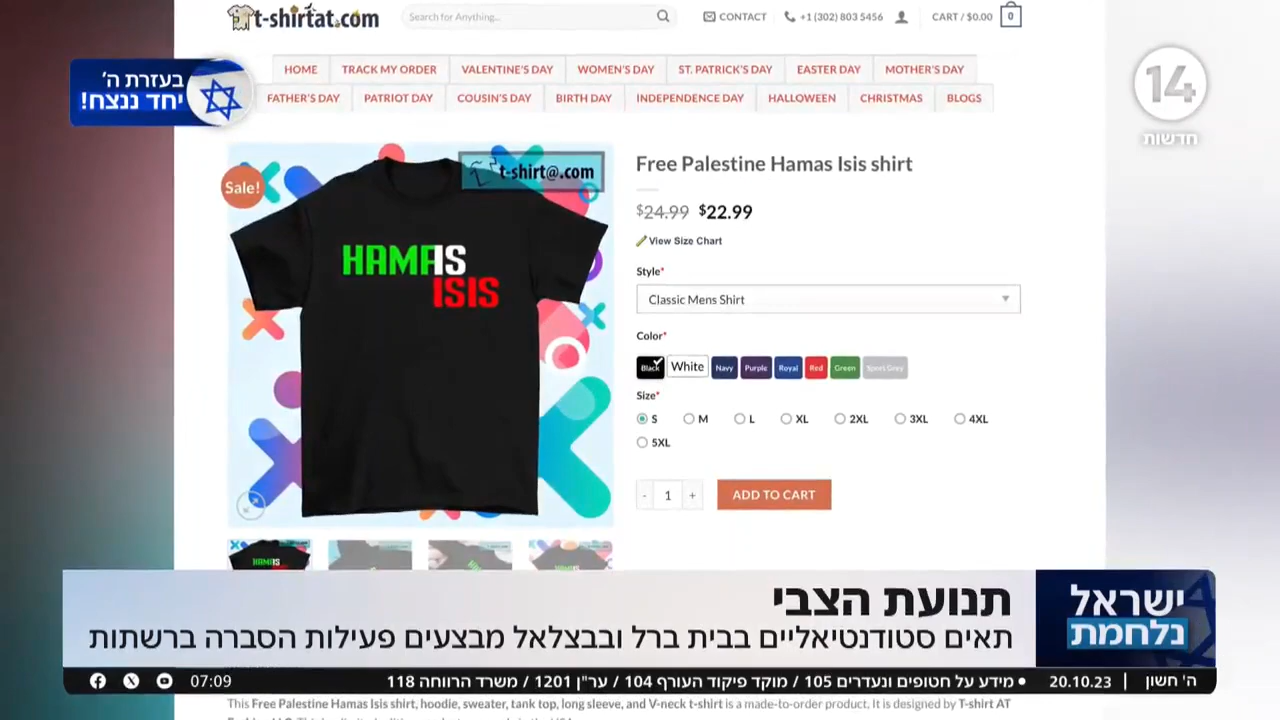 t-shirtat.com
Search for Anything...
CONTACT
+1 (302) 803 5456
CART / $0.00
0
HOME
TRACK MY ORDER
VALENTINE'S DAY
WOMEN'S DAY
ST. PATRICK'S DAY
EASTER DAY
MOTHER'S DAY
FATHER'S DAY
PATRIOT DAY
COUSIN'S DAY
BIRTH DAY
INDEPENDENCE DAY
HALLOWEEN
CHRISTMAS
BLOGS
בעזרת ה'
יחד ננצח!
14
חדשות
Sale!
t-shirt@.com
HAMAIS
ISIS
Free Palestine Hamas Isis shirt
$24.99 $22.99
View Size Chart
Style*
Classic Mens Shirt
Color*
Black White Navy Purple Royal Red Green Sport Grey
Size*
S M L XL 2XL 3XL 4XL
5XL
- 1 +
ADD TO CART
HAMAIS
ישראל
נלחמת
תנועת הצבי
תאים סטודנטיאליים בבית ברל ובבצלאל מבצעים פעילות הסברה ברשתות
ה' חשון | 20.10.23
• מידע על חטופים ונעדרים 105 / מוקד פיקוד העורף 104 / ער"ן 1201 / משרד הרווחה 118
07:09
This Free Palestine Hamas Isis shirt, hoodie, sweater, tank top, long sleeve, and V-neck t-shirt is a made-to-order product. It is designed by T-shirt AT